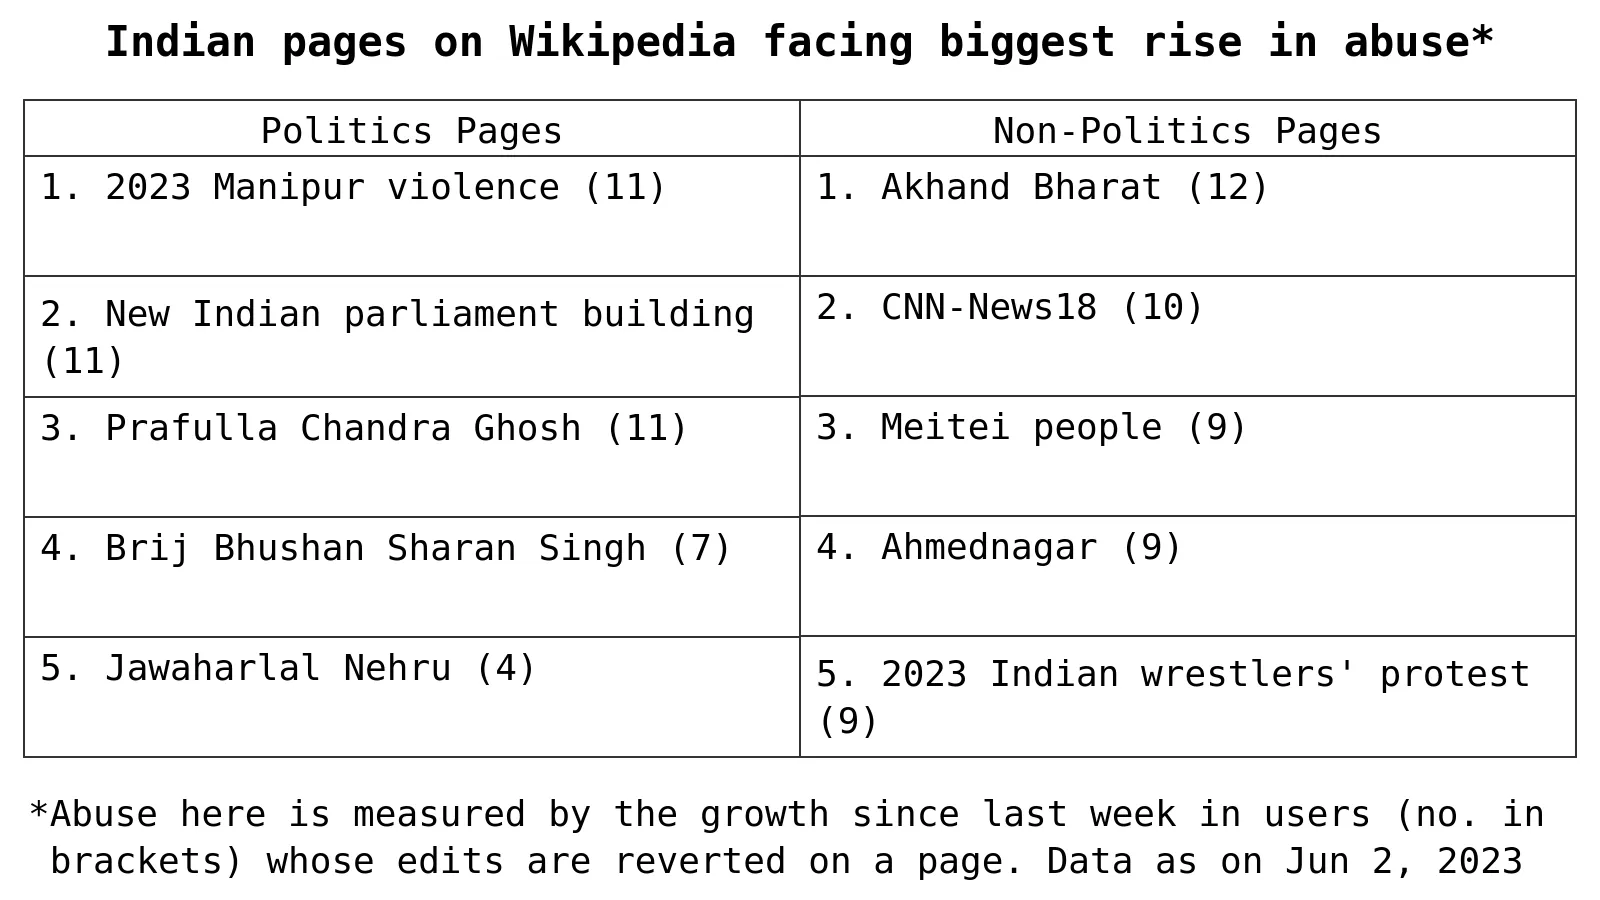 Indian pages on Wikipedia facing biggest rise in abuse*
Politics Pages
Non-Politics Pages
1. 2023 Manipur violence (11)
1. Akhand Bharat (12)
2. New Indian parliament building
(11)
2. CNN-News18 (10)
3. Prafulla Chandra Ghosh (11)
3. Meitei people (9)
4. Brij Bhushan Sharan Singh (7)
4. Ahmednagar (9)
5. Jawaharlal Nehru (4)
5. 2023 Indian wrestlers' protest
(9)
*Abuse here is measured by the growth since last week in users (no. in
brackets) whose edits are reverted on a page. Data as on Jun 2, 2023